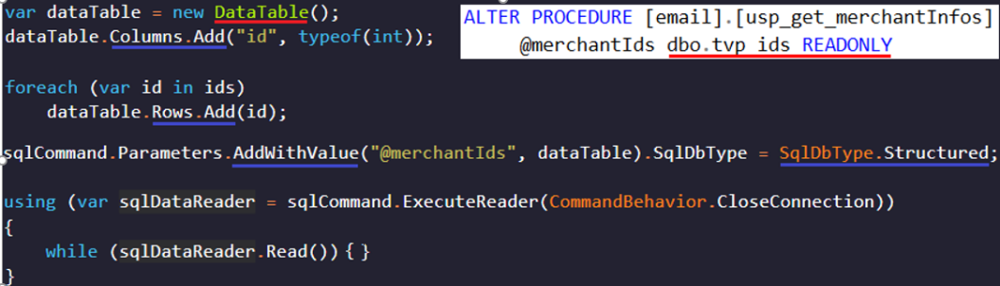 var dataTable = new DataTable();
dataTable.Columns.Add("id", typeof(int));
ALTER PROCEDURE [email].[usp_get_merchantInfos]
@merchantIds dbo.tvp_ids READONLY
foreach (var id in ids)
dataTable.Rows.Add(id);
sqlCommand.Parameters.AddWithValue("@merchantIds", dataTable).SqlDbType = SqlDbType.Structured;
using (var sqlDataReader = sqlCommand.ExecuteReader(CommandBehavior.CloseConnection))
{
while (sqlDataReader.Read()){ }
}